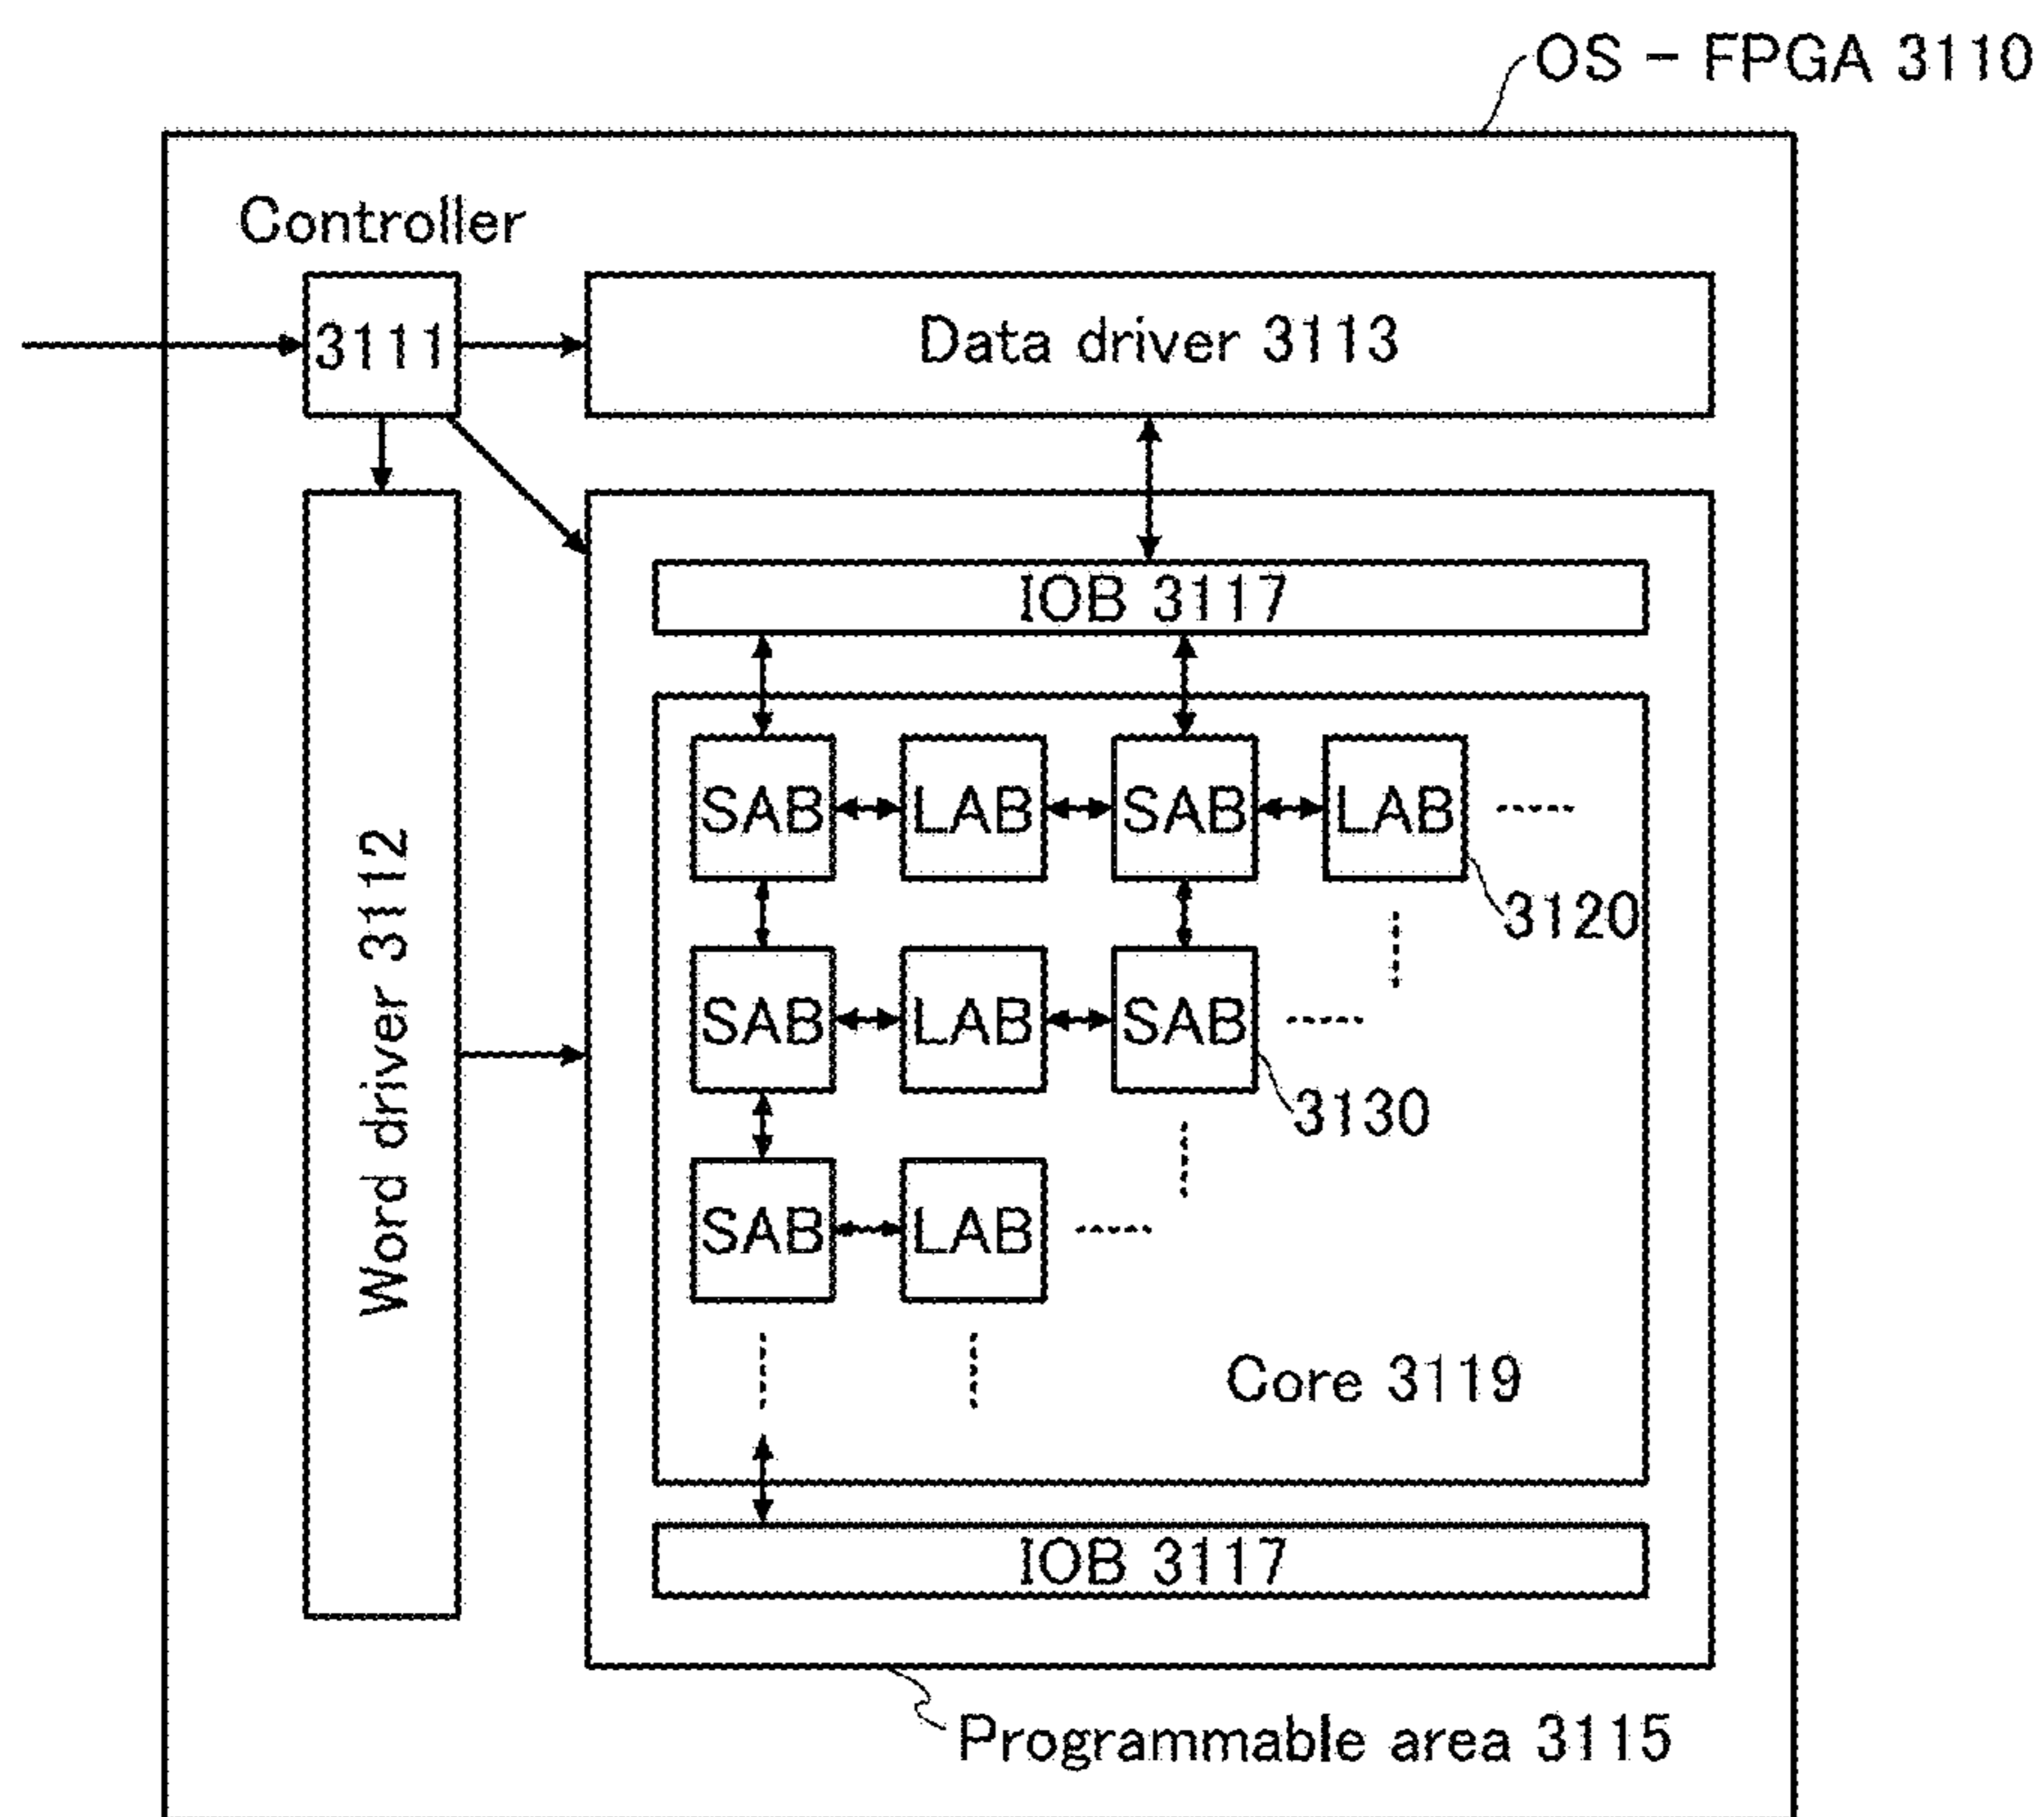 OS - FPGA 3110
Controller
3111
Data driver 3113
Word driver 3112
IOB 3117
SAB LAB SAB LAB
3120
SAB LAB SAB
3130
SAB LAB
Core 3119
IOB 3117
Programmable area 3115